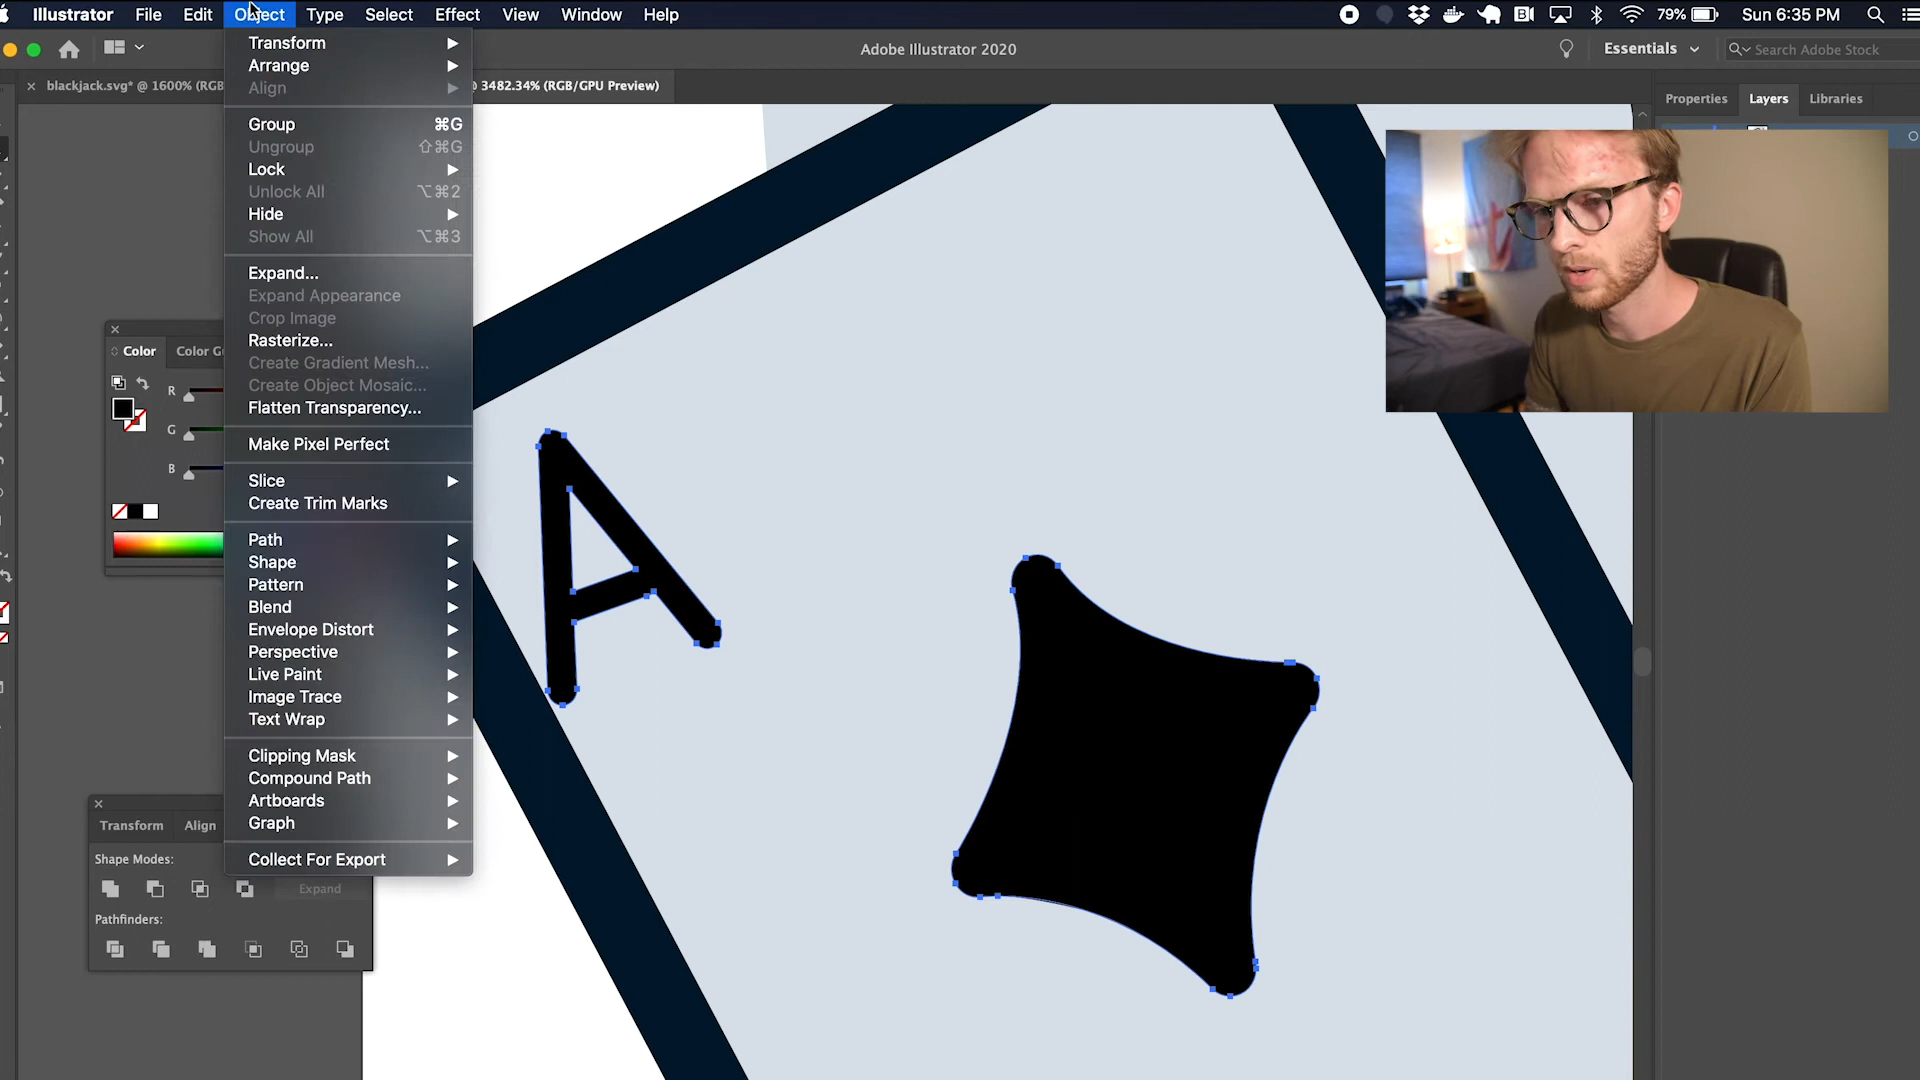 Illustrator File Edit Object Type Select Effect View Window Help 79% Sun 6:35 PM
Adobe Illustrator 2020 Essentials Search Adobe Stock
blackjack.svg* @ 1600% (RGB 3482.34% (RGB/GPU Preview)
Properties Layers Libraries
Transform
Arrange
Align
Group ⌘G
Ungroup ⇧⌘G
Lock
Unlock All ⌥⌘2
Hide
Show All ⌥⌘3
Expand...
Expand Appearance
Crop Image
Rasterize...
Create Gradient Mesh...
Create Object Mosaic...
Flatten Transparency...
Make Pixel Perfect
Slice
Create Trim Marks
Path
Shape
Pattern
Blend
Envelope Distort
Perspective
Live Paint
Image Trace
Text Wrap
Clipping Mask
Compound Path
Artboards
Graph
Collect For Export
Color Color G
R
G
B
Transform Align
Shape Modes:
Expand
Pathfinders:
A